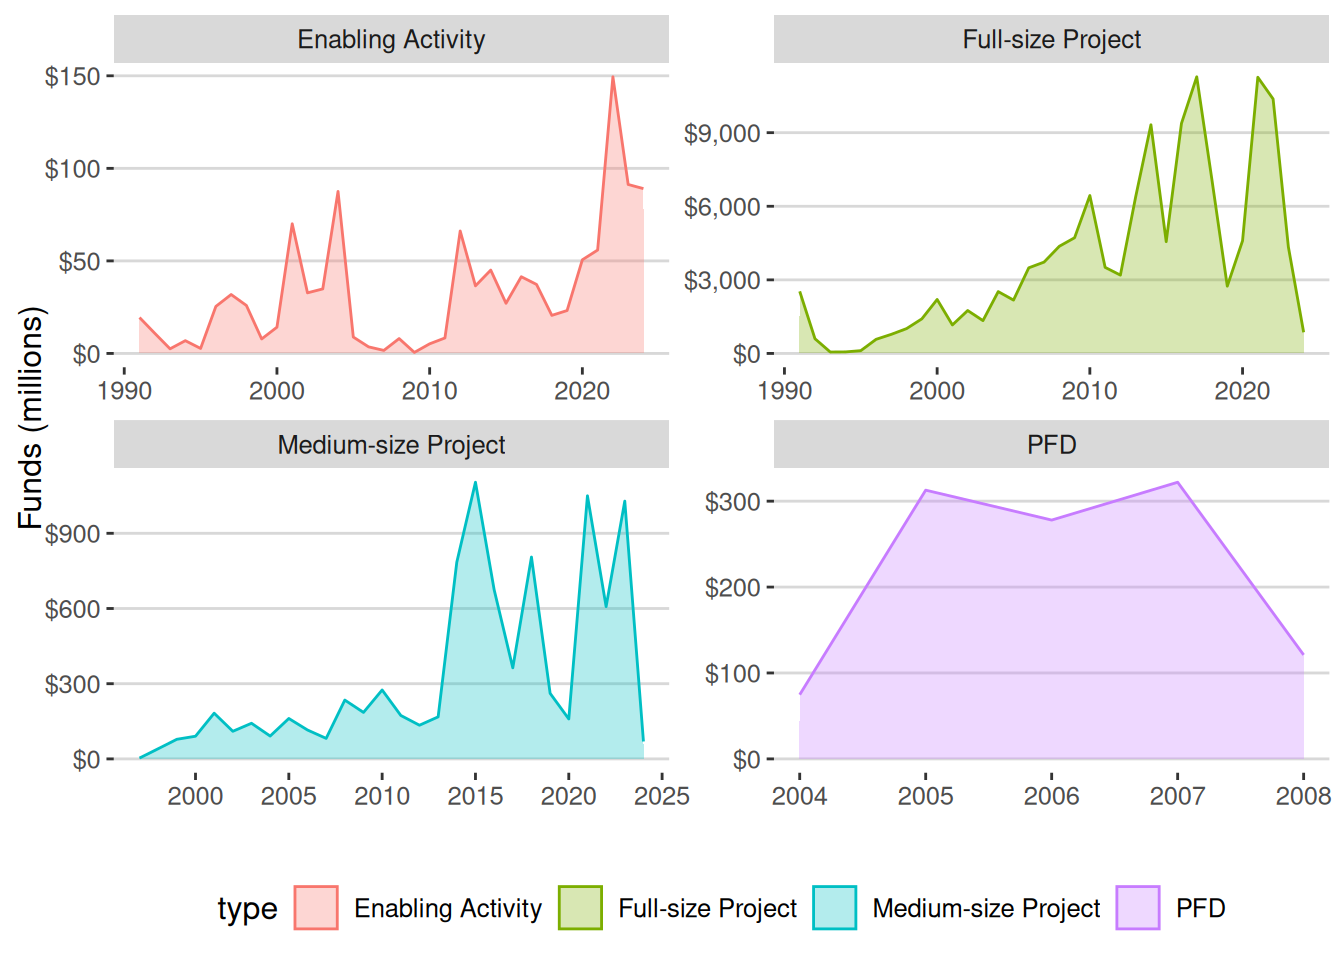 Enabling Activity
Full-size Project
$150
$100
$50
$0
1990 2000 2010 2020
$9,000
$6,000
$3,000
$0
1990 2000 2010 2020
Funds (millions)
Medium-size Project
PFD
$900
$600
$300
$0
2000 2005 2010 2015 2020 2025
$300
$200
$100
$0
2004 2005 2006 2007 2008
type Enabling Activity Full-size Project Medium-size Project PFD